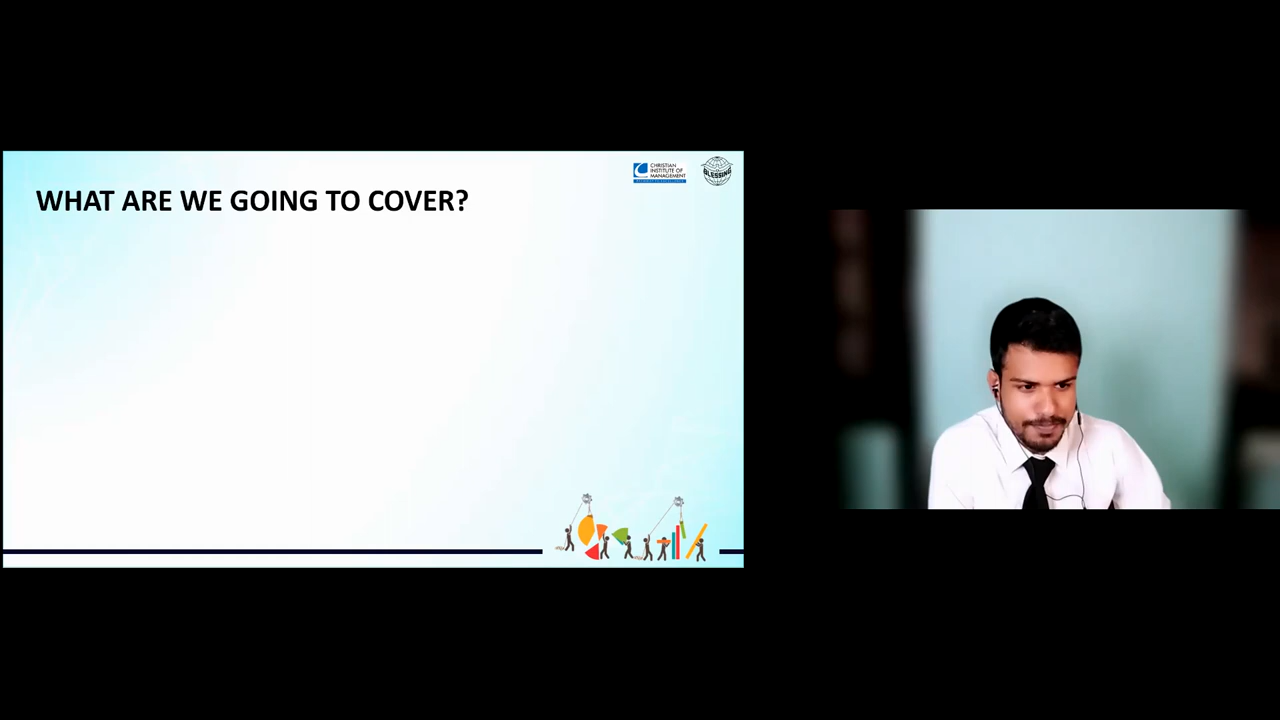 WHAT ARE WE GOING TO COVER?
CHRISTIAN
INSTITUTE OF
MANAGEMENT
BLESSING